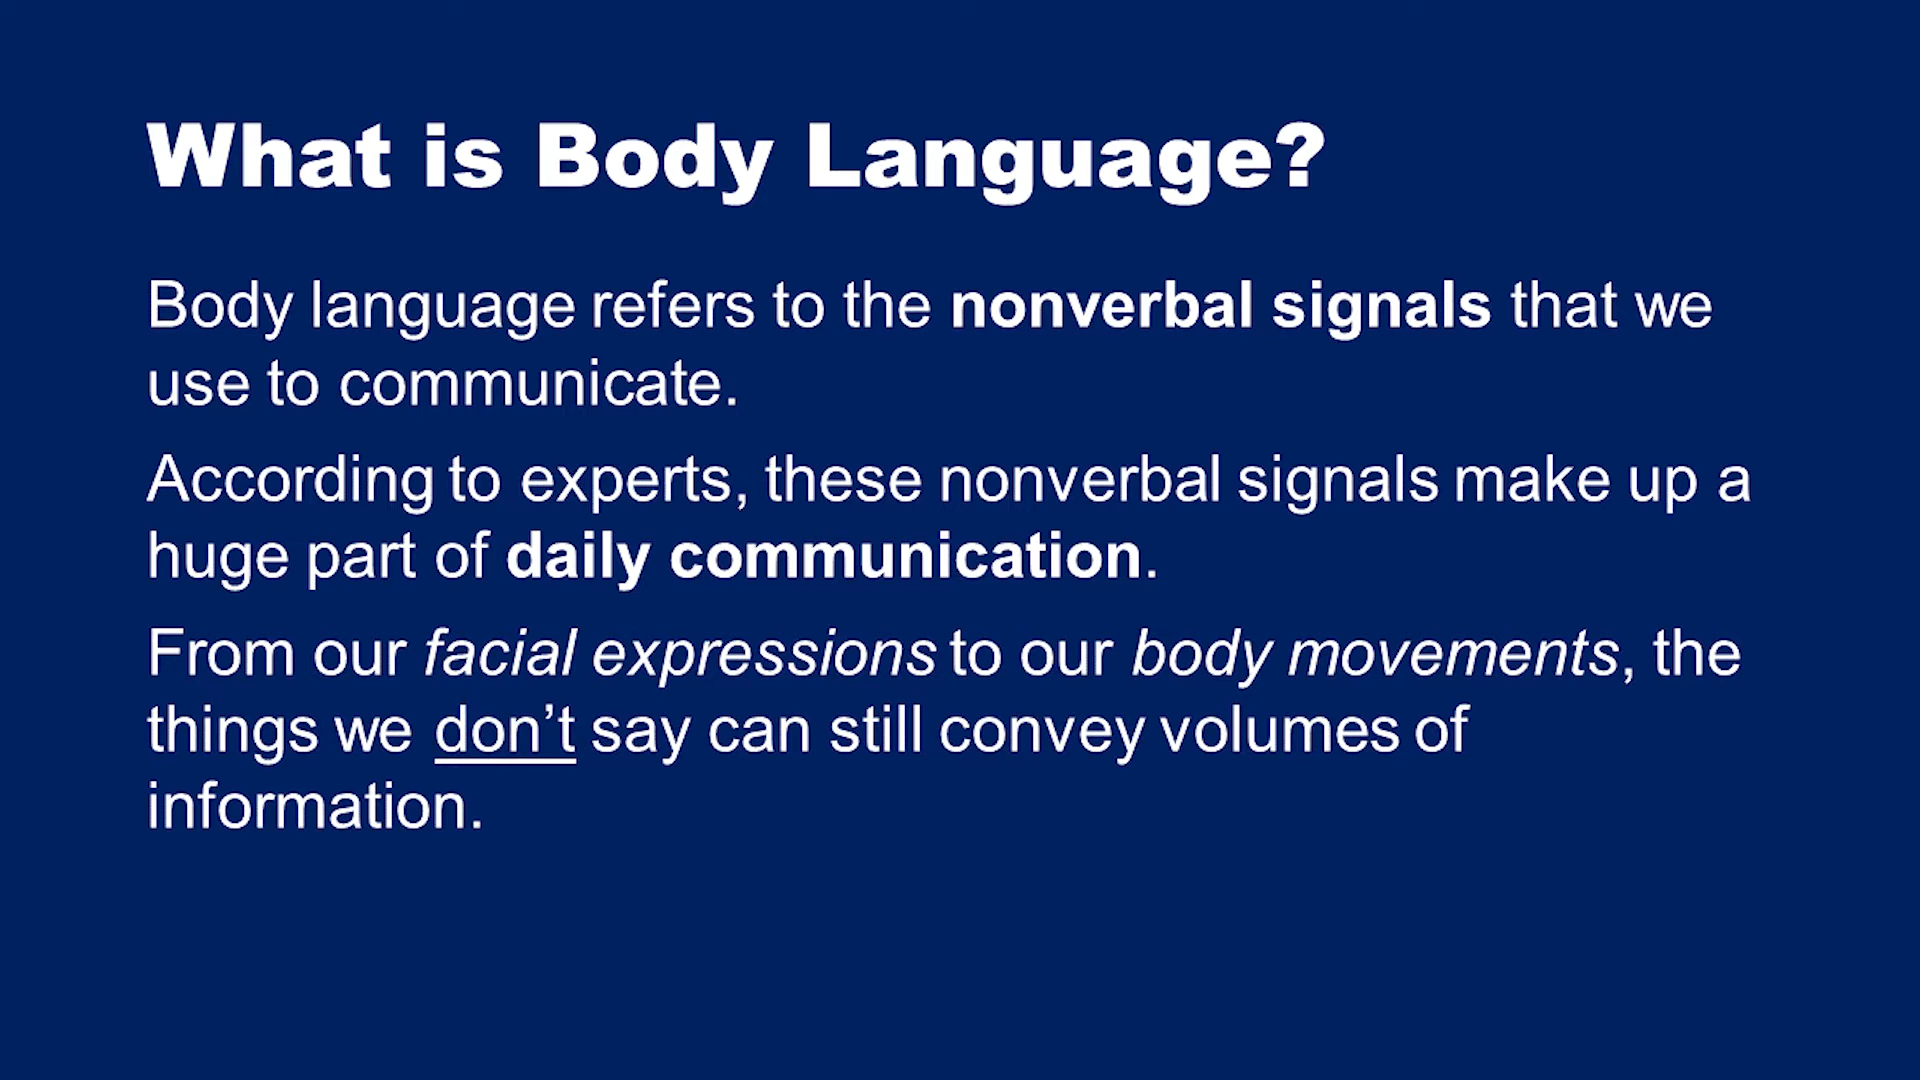 What is Body Language?
Body language refers to the nonverbal signals that we
use to communicate.
According to experts, these nonverbal signals make up a
huge part of daily communication.
From our facial expressions to our body movements, the
things we don’t say can still convey volumes of
information.